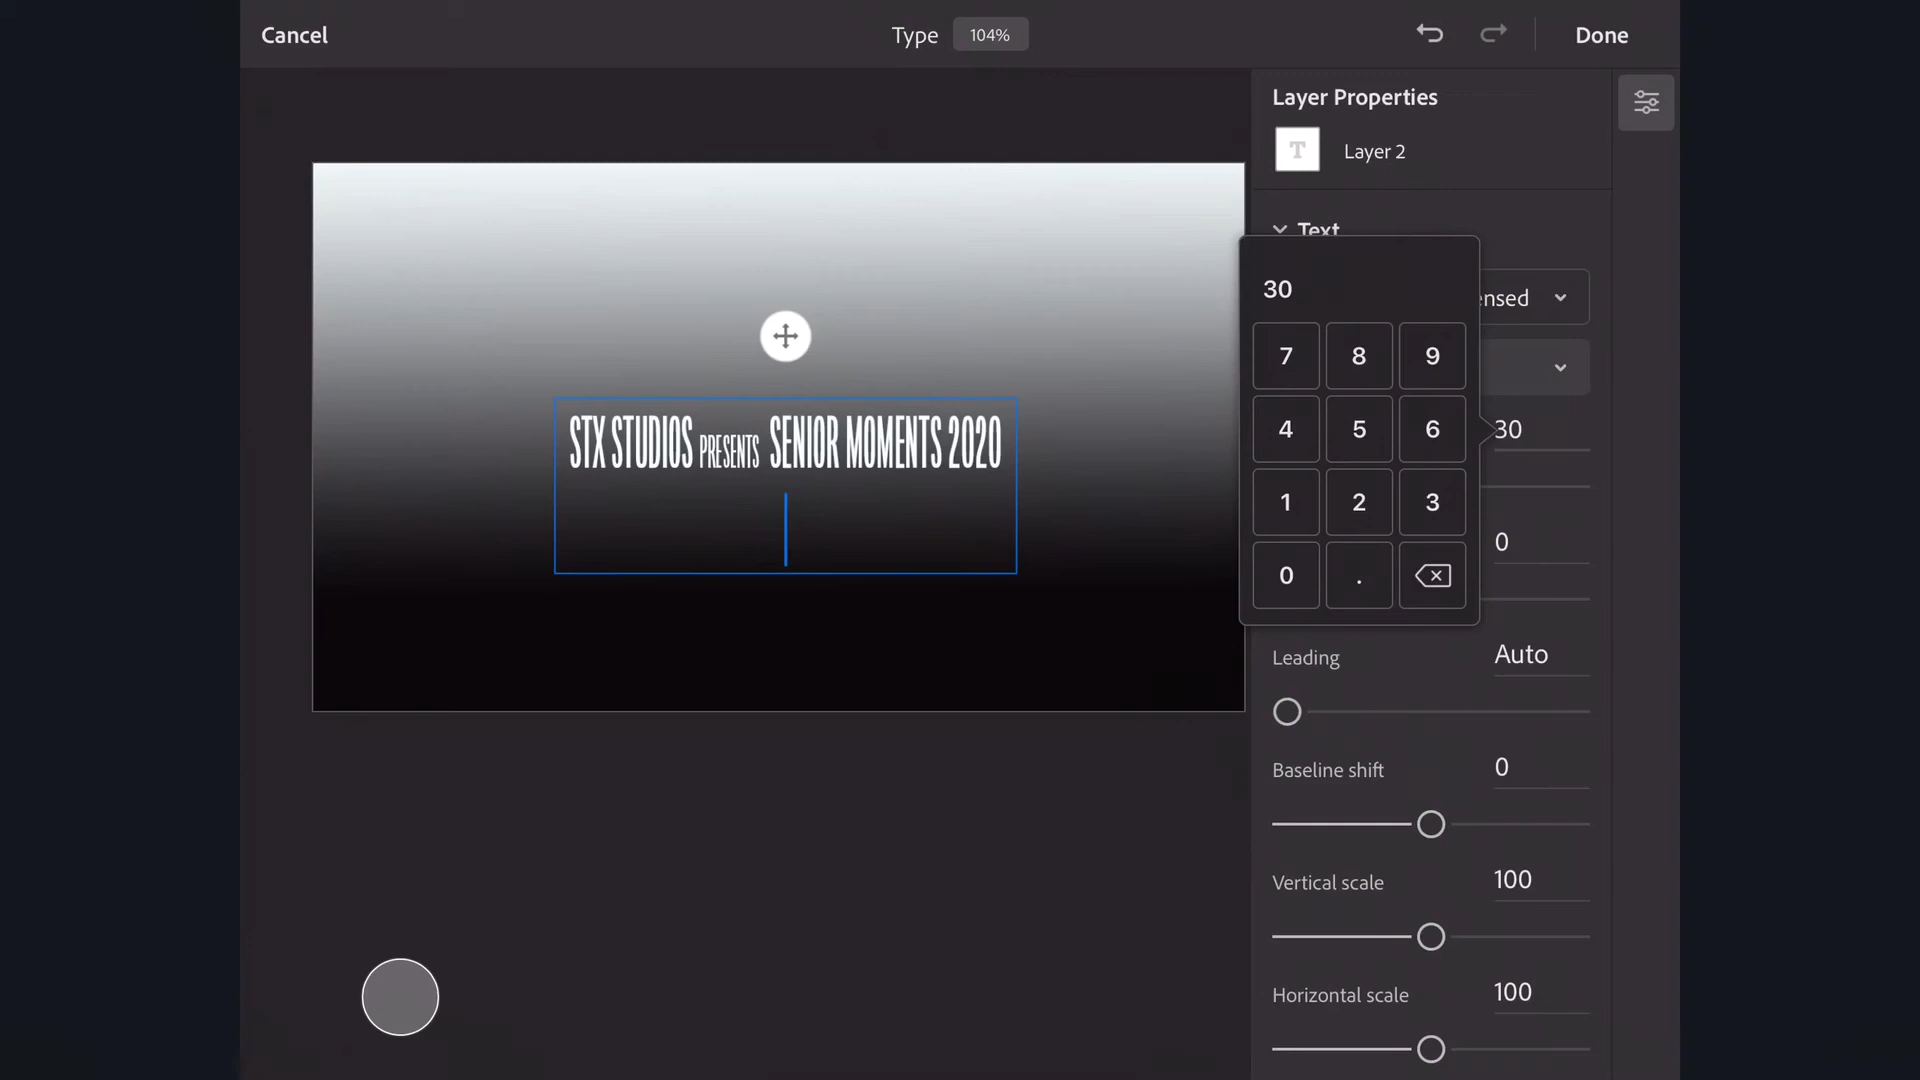 Cancel
Type
104%
Done
Layer Properties
T
Layer 2
Text
30
ensed
7
8
9
4
5
6
30
1
2
3
0
0
.
Leading
Auto
Baseline shift
0
Vertical scale
100
Horizontal scale
100
STX STUDIOS PRESENTS SENIOR MOMENTS 2020